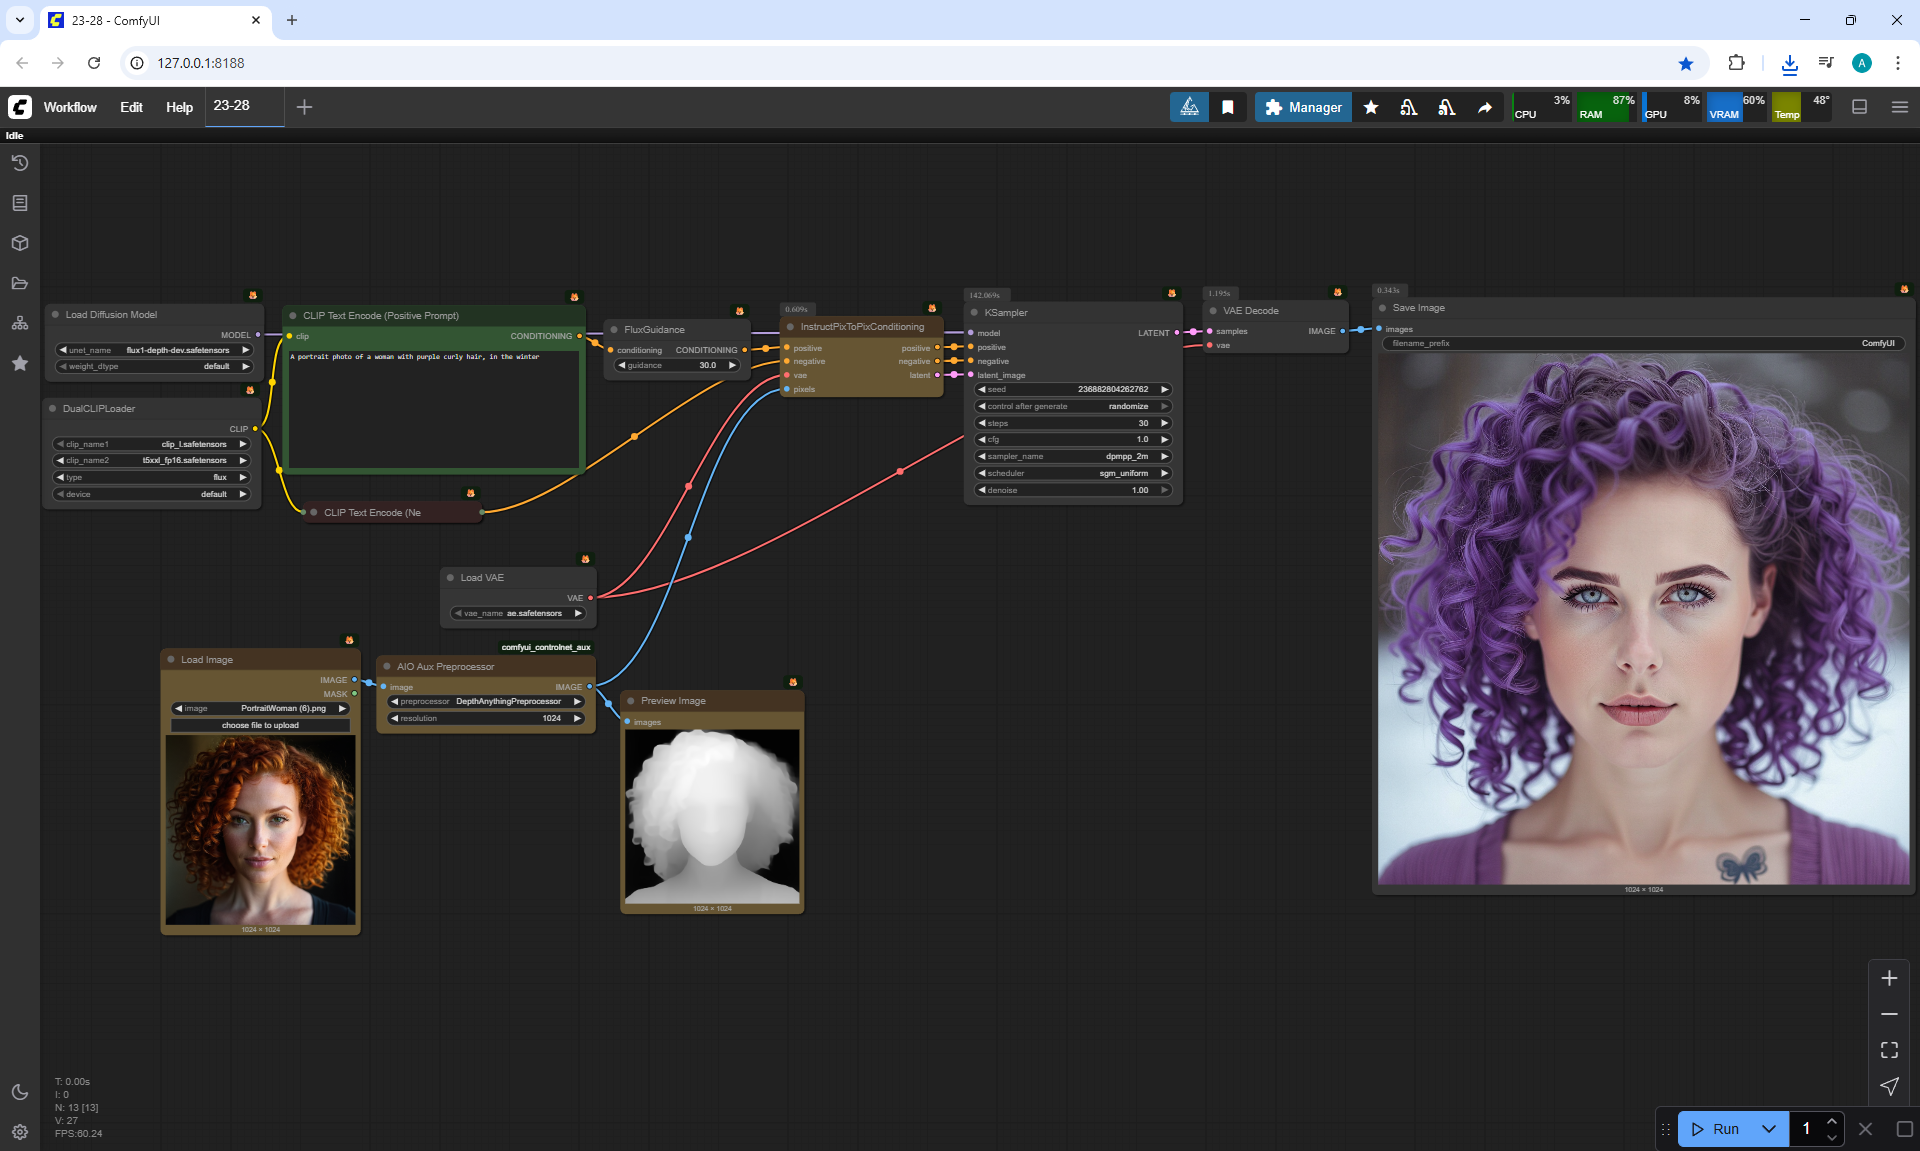 23-28 - ComfyUI
127.0.0.1:8188
A
Workflow Edit Help 23-28
Manager
CPU 3% RAM 87% GPU 8% VRAM 60% Temp 48°
Idle
Load Diffusion Model
MODEL
unet_name flux1-depth-dev.safetensors
weight_dtype default
DualCLIPLoader
CLIP
clip_name1 clip_l.safetensors
clip_name2 t5xxl_fp16.safetensors
type flux
device default
CLIP Text Encode (Positive Prompt)
clip CONDITIONING
A portrait photo of a woman with purple curly hair, in the winter
CLIP Text Encode (Ne
FluxGuidance
conditioning CONDITIONING
guidance 30.0
0.609s
InstructPixToPixConditioning
positive positive
negative negative
vae latent
pixels
142.069s
KSampler
model LATENT
positive
negative
latent_image
seed 236882804262762
control after generate randomize
steps 30
cfg 1.0
sampler_name dpmpp_2m
scheduler sgm_uniform
denoise 1.00
1.195s
VAE Decode
samples IMAGE
vae
0.343s
Save Image
images
filename_prefix ComfyUI
1024 × 1024
Load VAE
VAE
vae_name ae.safetensors
Load Image
IMAGE
MASK
image PortraitWoman (6).png
choose file to upload
1024 × 1024
comfyui_controlnet_aux
AIO Aux Preprocessor
image IMAGE
preprocessor DepthAnythingPreprocessor
resolution 1024
Preview Image
images
1024 × 1024
T: 0.00s
I: 0
N: 13 [13]
V: 27
FPS:60.24
Run 1